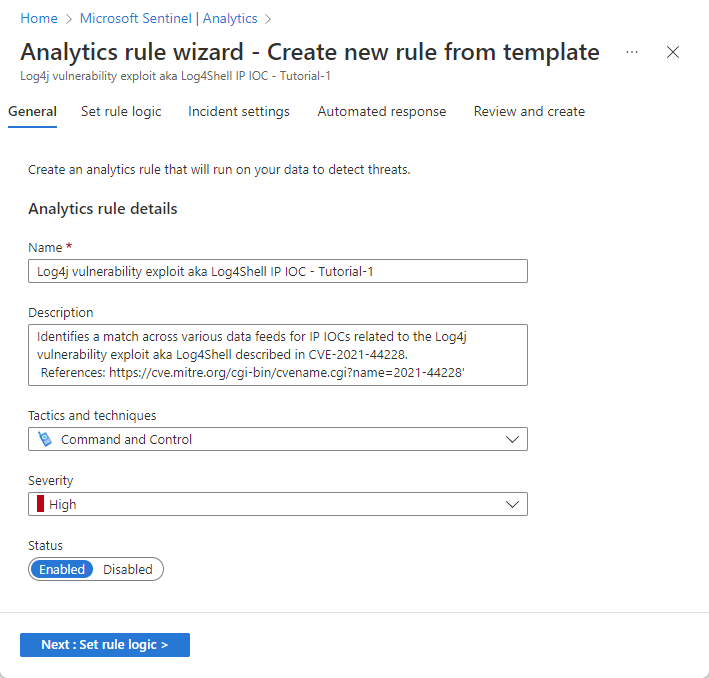 Home > Microsoft Sentinel | Analytics >
Analytics rule wizard - Create new rule from template ...
Log4j vulnerability exploit aka Log4Shell IP IOC - Tutorial-1
General Set rule logic Incident settings Automated response Review and create
Create an analytics rule that will run on your data to detect threats.
Analytics rule details
Name *
Log4j vulnerability exploit aka Log4Shell IP IOC - Tutorial-1
Description
Identifies a match across various data feeds for IP IOCs related to the Log4j
vulnerability exploit aka Log4Shell described in CVE-2021-44228.
References: https://cve.mitre.org/cgi-bin/cvename.cgi?name=2021-44228'
Tactics and techniques
Command and Control
Severity
High
Status
Enabled Disabled
Next : Set rule logic >